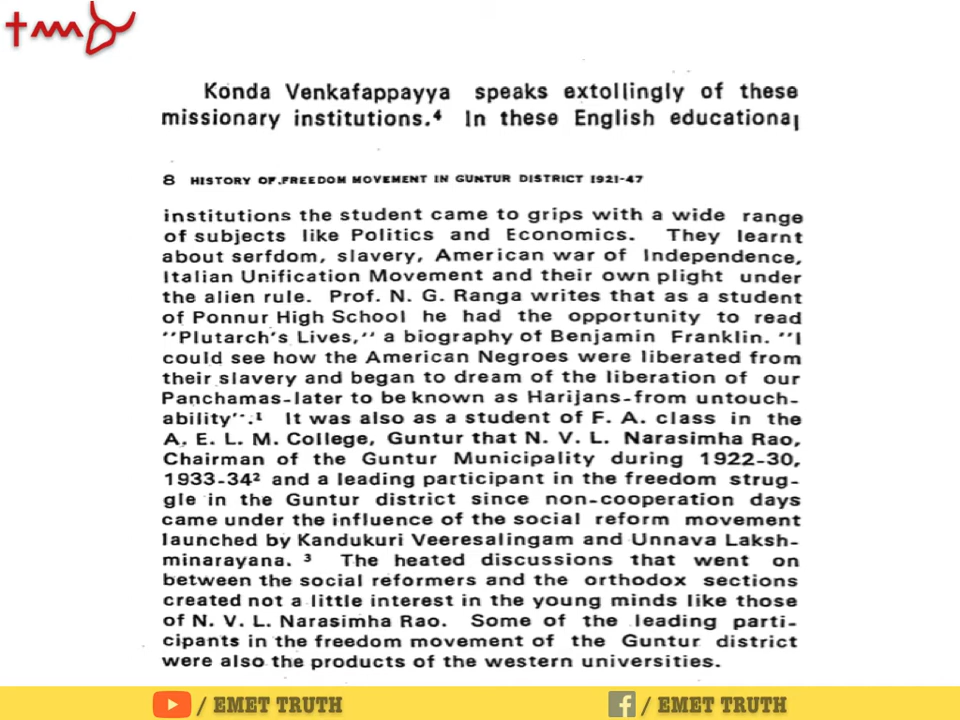 Konda Venkafappayya speaks extollingly of these
missionary institutions.⁴ In these English educational
8 HISTORY OF FREEDOM MOVEMENT IN GUNTUR DISTRICT 1921-47
institutions the student came to grips with a wide range
of subjects like Politics and Economics. They learnt
about serfdom, slavery, American war of Independence,
Italian Unification Movement and their own plight under
the alien rule. Prof. N. G. Ranga writes that as a student
of Ponnur High School he had the opportunity to read
"Plutarch's Lives," a biography of Benjamin Franklin. "I
could see how the American Negroes were liberated from
their slavery and began to dream of the liberation of our
Panchamas-later to be known as Harijans-from untouch-
ability".¹ It was also as a student of F. A. class in the
A. E. L. M. College, Guntur that N. V. L. Narasimha Rao,
Chairman of the Guntur Municipality during 1922-30,
1933-34² and a leading participant in the freedom strug-
gle in the Guntur district since non-cooperation days
came under the influence of the social reform movement
launched by Kandukuri Veeresalingam and Unnava Laksh-
minarayana. ³ The heated discussions that went on
between the social reformers and the orthodox sections
created not a little interest in the young minds like those
of N. V. L. Narasimha Rao. Some of the leading parti-
cipants in the freedom movement of the Guntur district
were also the products of the western universities.
/ EMET TRUTH
/ EMET TRUTH